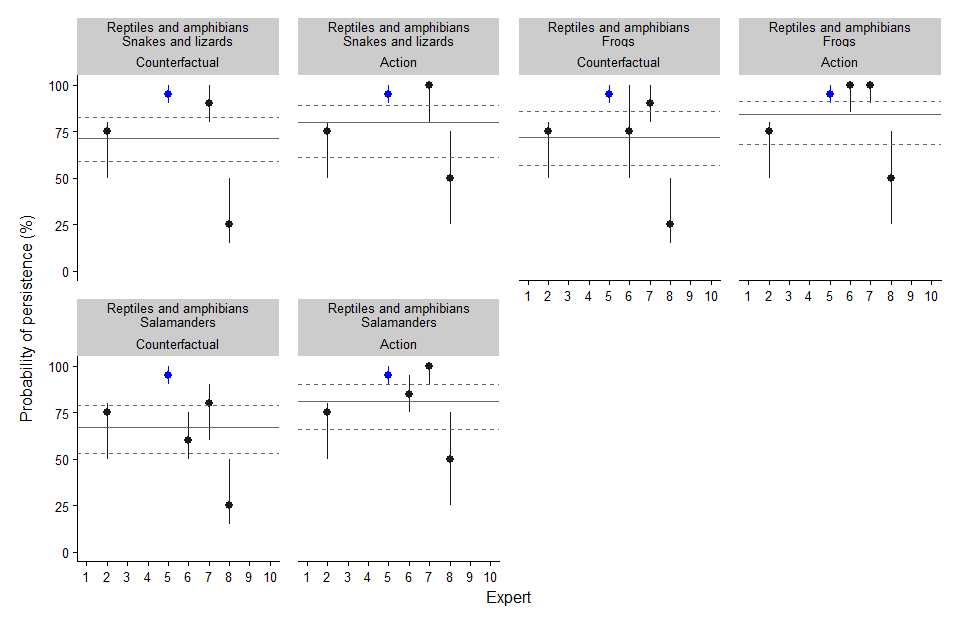 Reptiles and amphibians
Snakes and lizards
Counterfactual
Reptiles and amphibians
Snakes and lizards
Action
Reptiles and amphibians
Frogs
Counterfactual
Reptiles and amphibians
Frogs
Action
100
75
50
25
0
1 2 3 4 5 6 7 8 9 10
1 2 3 4 5 6 7 8 9 10
Reptiles and amphibians
Salamanders
Counterfactual
Reptiles and amphibians
Salamanders
Action
100
75
50
25
0
1 2 3 4 5 6 7 8 9 10
1 2 3 4 5 6 7 8 9 10
Probability of persistence (%)
Expert